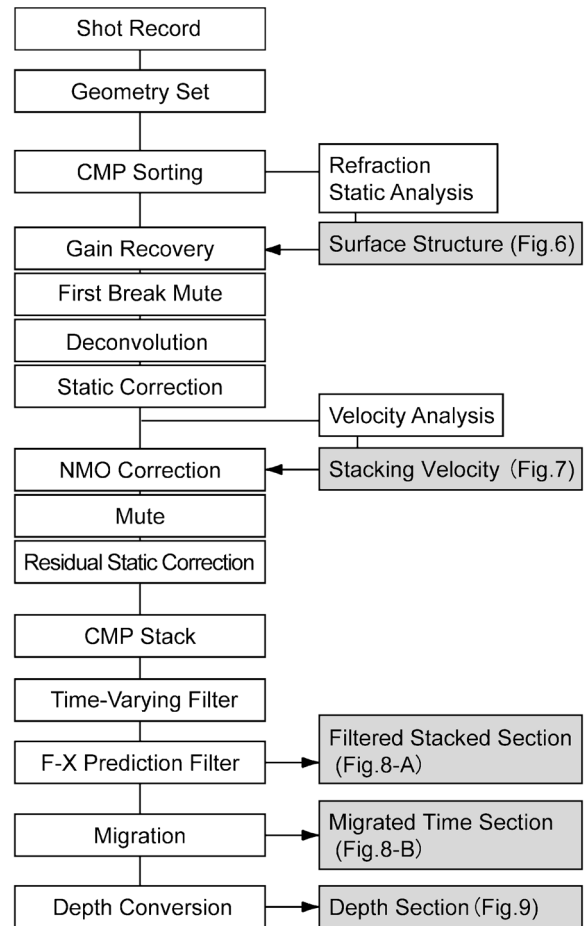 Shot Record
Geometry Set
CMP Sorting
Refraction
Static Analysis
Gain Recovery
Surface Structure (Fig.6)
First Break Mute
Deconvolution
Static Correction
Velocity Analysis
NMO Correction
Stacking Velocity (Fig.7)
Mute
Residual Static Correction
CMP Stack
Time-Varying Filter
F-X Prediction Filter
Filtered Stacked Section
(Fig.8-A)
Migration
Migrated Time Section
(Fig.8-B)
Depth Conversion
Depth Section (Fig.9)